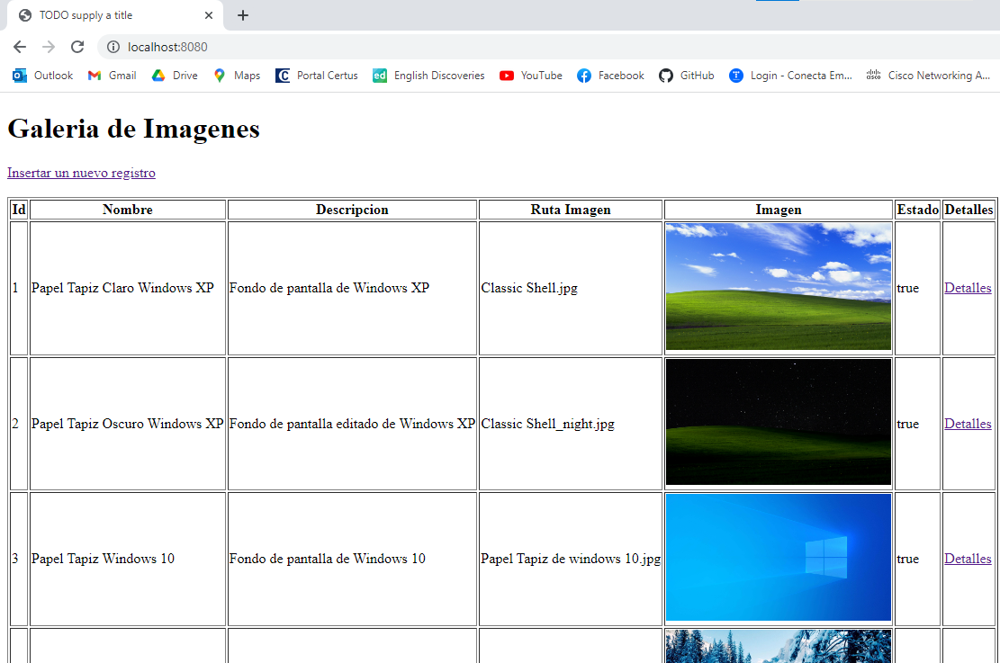 TODO supply a title
localhost:8080
Outlook Gmail Drive Maps Portal Certus ed English Discoveries YouTube Facebook GitHub T Login - Conecta Em... cisco Cisco Networking A...
Galeria de Imagenes
Insertar un nuevo registro
Id Nombre Descripcion Ruta Imagen Imagen Estado Detalles
1 Papel Tapiz Claro Windows XP Fondo de pantalla de Windows XP Classic Shell.jpg true Detalles
2 Papel Tapiz Oscuro Windows XP Fondo de pantalla editado de Windows XP Classic Shell_night.jpg true Detalles
3 Papel Tapiz Windows 10 Fondo de pantalla de Windows 10 Papel Tapiz de windows 10.jpg true Detalles